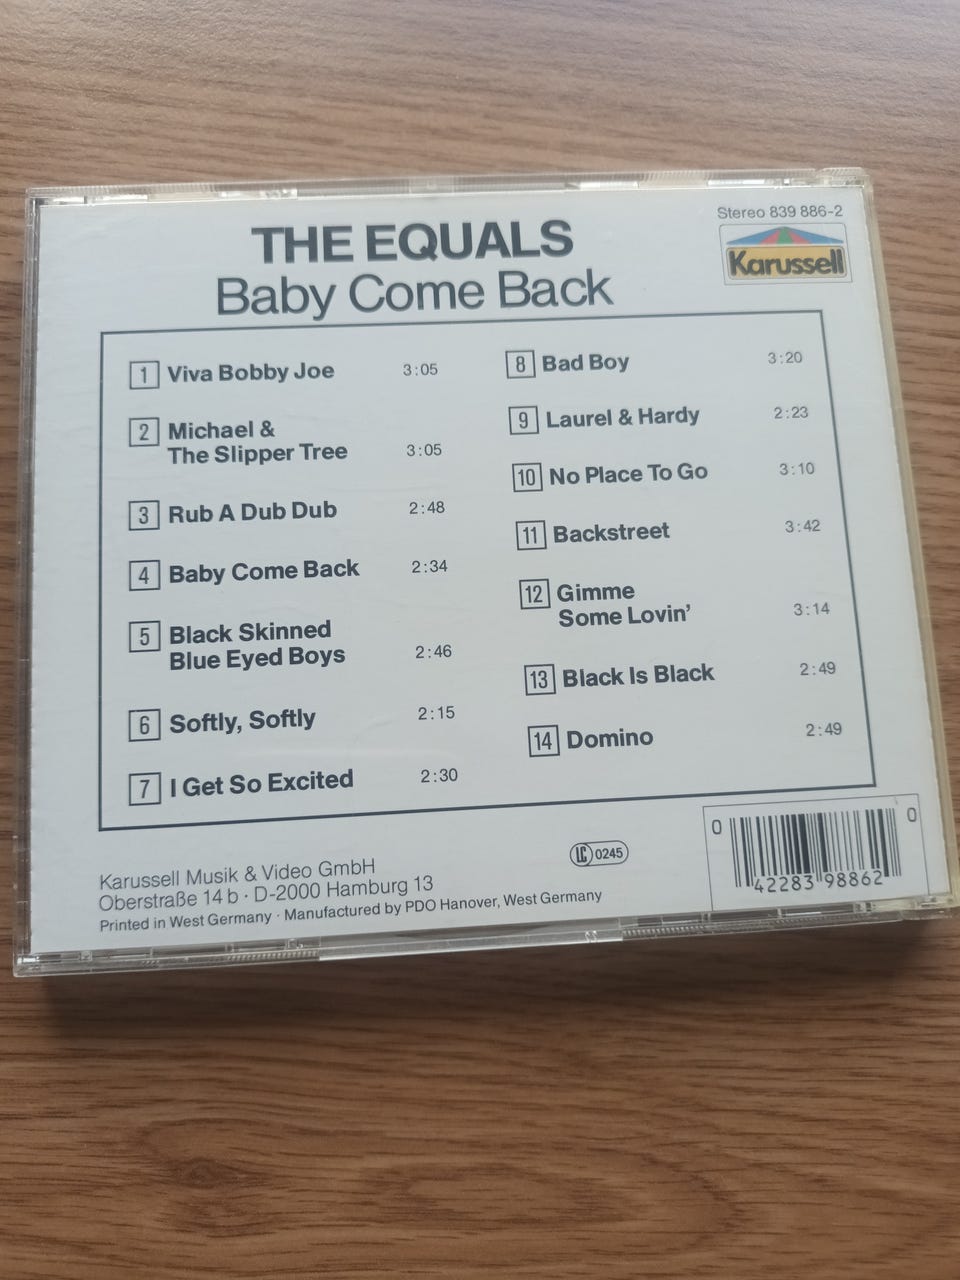 Stereo 839 886-2
Karussell
THE EQUALS
Baby Come Back
1 Viva Bobby Joe 3:05
2 Michael &
The Slipper Tree 3:05
3 Rub A Dub Dub 2:48
4 Baby Come Back 2:34
5 Black Skinned
Blue Eyed Boys 2:46
6 Softly, Softly 2:15
7 I Get So Excited 2:30
8 Bad Boy 3:20
9 Laurel & Hardy 2:23
10 No Place To Go 3:10
11 Backstreet 3:42
12 Gimme
Some Lovin' 3:14
13 Black Is Black 2:49
14 Domino 2:49
Karussell Musik & Video GmbH
Oberstraße 14 b · D-2000 Hamburg 13
Printed in West Germany · Manufactured by PDO Hanover, West Germany
LC 0245
0 42283 98862 0